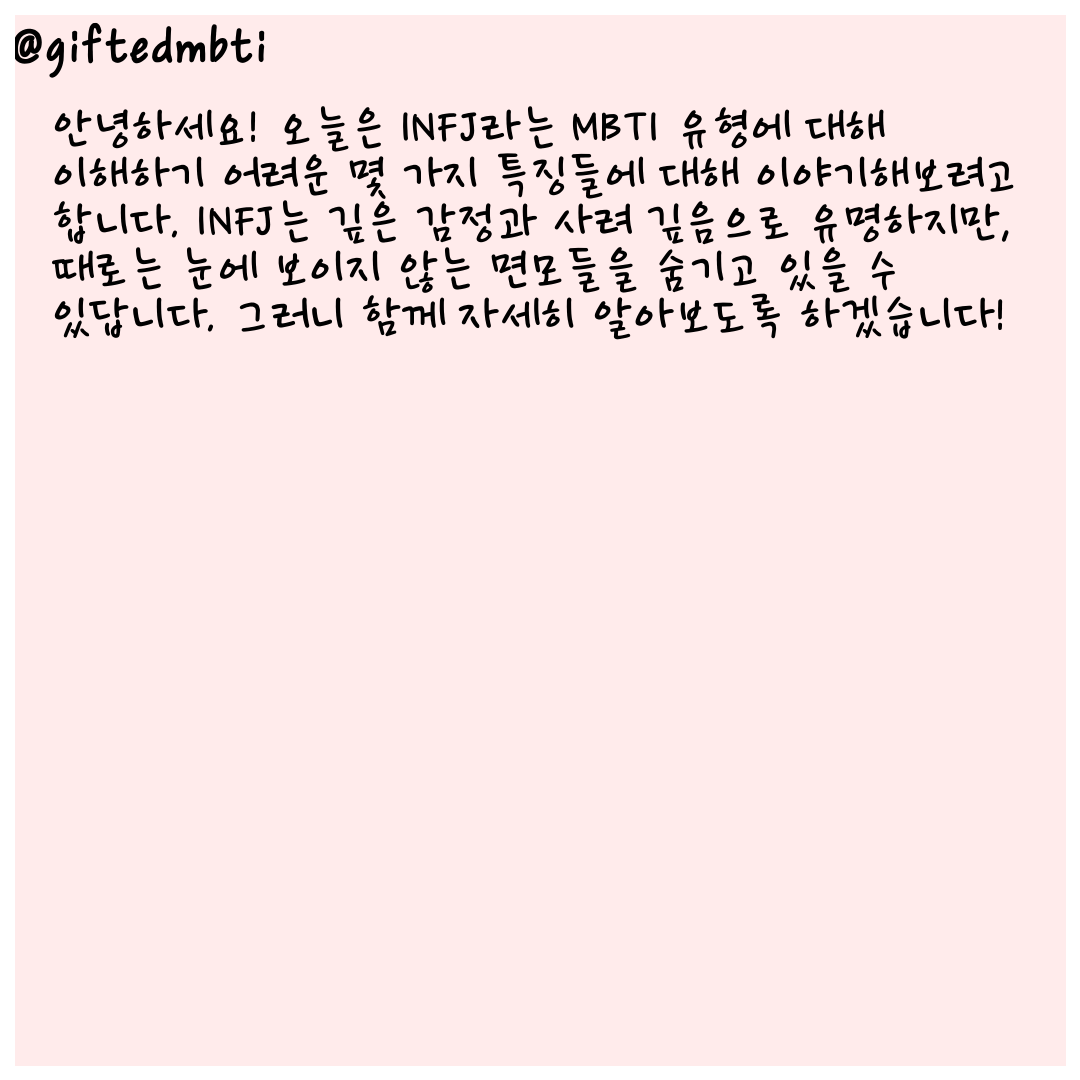 @giftedmbti
안녕하세요! 오늘은 INFJ라는 MBTI 유형에 대해
이해하기 어려운 몇 가지 특징들에 대해 이야기해보려고
합니다. INFJ는 깊은 감정과 사려 깊음으로 유명하지만,
때로는 눈에 보이지 않는 면모들을 숨기고 있을 수
있답니다. 그러니 함께 자세히 알아보도록 하겠습니다!